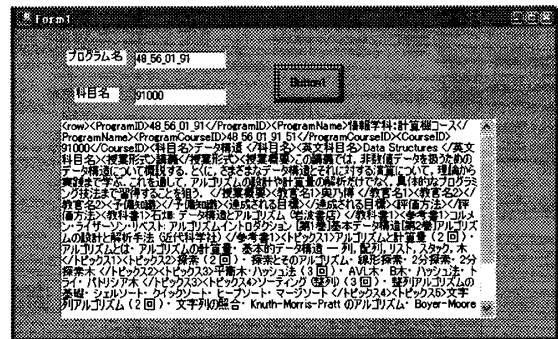 Form1
プログラム名 48_56_01_91
Button1
科目名 91000
<row><ProgramID>48_56_01_91</ProgramID><ProgramName>情報学科:計算機コース</
ProgramName><ProgramCourseID>48_56_01_91_51</ProgramCourseID><CourseID>
91000</CourseID><科目名>データ構造 </科目名><英文科目名>Data Structures </英文
科目名><授業形式>講義</授業形式><授業概要>この講義では、非数値データを扱うための
データ構造について概説する。とくに、さまざまなデータ構造とそれに対する演算について、理論から
実践まで学ぶ。これを通して、アルゴリズムの設計や計算量の解析だけでなく、具体的なプログラミ
ング技法まで習得することを狙う。</授業概要><教官名1>奥乃博 </教官名1><教官名2></
教官名2><予備知識></予備知識><達成される目標></達成される目標><評価方法></評
価方法><教科書1>石畑: データ構造とアルゴリズム (岩波書店) </教科書1><参考書1>コルメ
ン・ライザーソン・リベスト: アルゴリズムイントロダクション [第1巻]基本データ構造[第2巻]アルゴリズ
ムの設計と解析手法 (近代科学社) </参考書1><トピックス1>アルゴリズムと計算量 (2回) ・
アルゴリズムとは・ アルゴリズムの計算量・ 基本的データ構造 ー 列, 配列, リスト, スタック, 木
</トピックス1><トピックス2>探索 (2回) ・ 探索とそのアルゴリズム・ 線形探索・ 2分探索・ 2分
探索木 </トピックス2><トピックス3>平衡木・ハッシュ法 (3回) ・ AVL木・ B木・ ハッシュ法・ ト
ライ・ パトリシア木 </トピックス3><トピックス4>ソーティング(整列) (3回) ・ 整列アルゴリズムの
基礎・ シェルソート・ クイックソート・ ヒープソート・ マージソート </トピックス4><トピックス5>文字
列アルゴリズム (2回) ・ 文字列の照合・ Knuth-Morris-Pratt のアルゴリズム・ Boyer-Moore